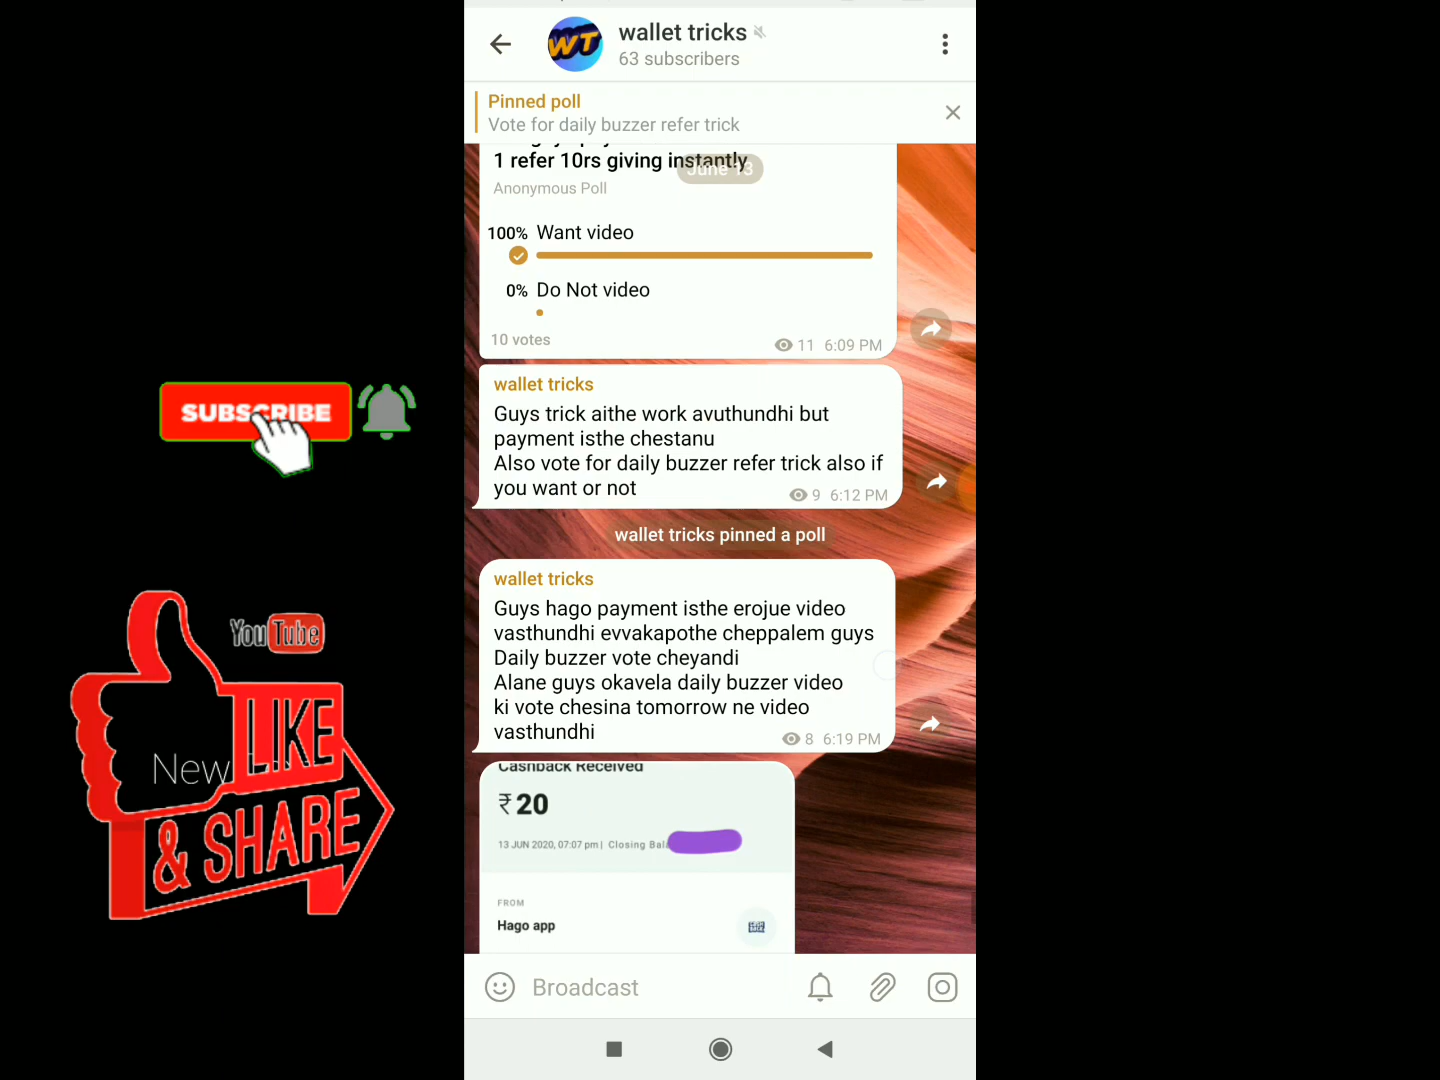 WT
wallet tricks
63 subscribers
Pinned poll
Vote for daily buzzer refer trick
1 refer 10rs giving instantly
June 13
Anonymous Poll
100% Want video
0% Do Not video
10 votes
11 6:09 PM
wallet tricks
Guys trick aithe work avuthundhi but
payment isthe chestanu
Also vote for daily buzzer refer trick also if
you want or not
9 6:12 PM
wallet tricks pinned a poll
wallet tricks
Guys hago payment isthe erojue video
vasthundhi evvakapothe cheppalem guys
Daily buzzer vote cheyandi
Alane guys okavela daily buzzer video
ki vote chesina tomorrow ne video
vasthundhi
8 6:19 PM
Cashback Received
₹20
13 JUN 2020, 07:07 pm | Closing
FROM
Hago app
Broadcast
SUBSCRIBE
YouTube
LIKE
New
& SHARE